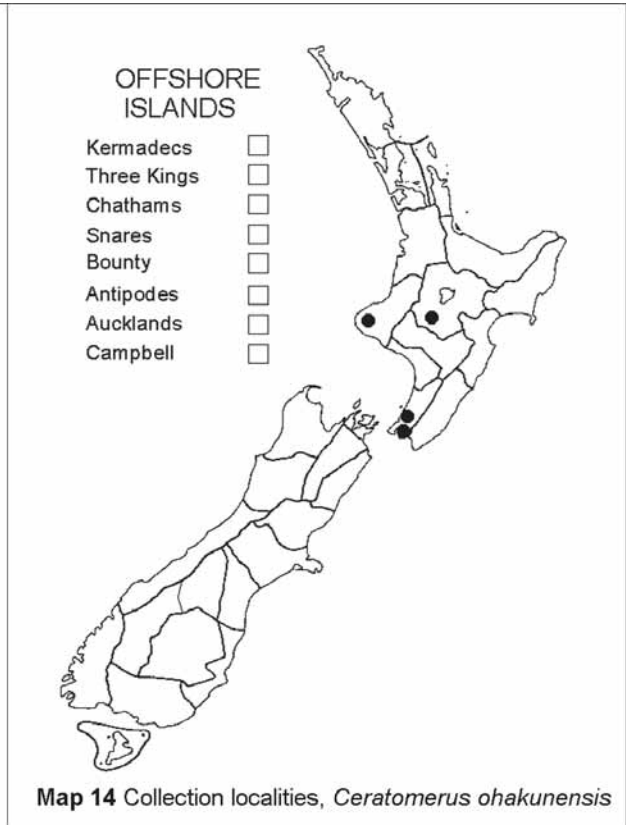 OFFSHORE
ISLANDS
Kermadecs
Three Kings
Chathams
Snares
Bounty
Antipodes
Aucklands
Campbell
Map 14 Collection localities, Ceratomerus ohakunensis